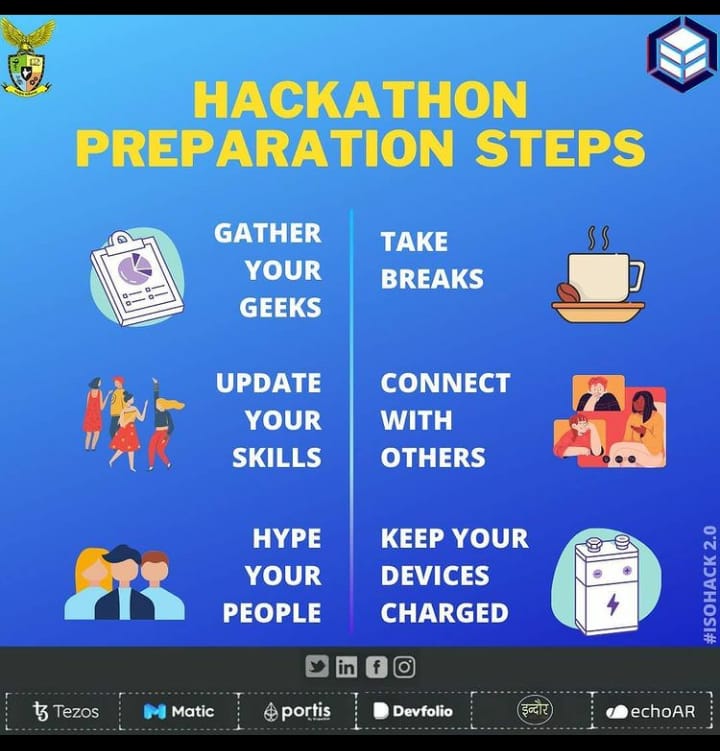 HACKATHON
PREPARATION STEPS
GATHER
YOUR
GEEKS
TAKE
BREAKS
UPDATE
YOUR
SKILLS
CONNECT
WITH
OTHERS
HYPE
YOUR
PEOPLE
KEEP YOUR
DEVICES
CHARGED
#ISOHACK 2.0
Tezos
Matic
portis
Devfolio
इन्दौर
echoAR